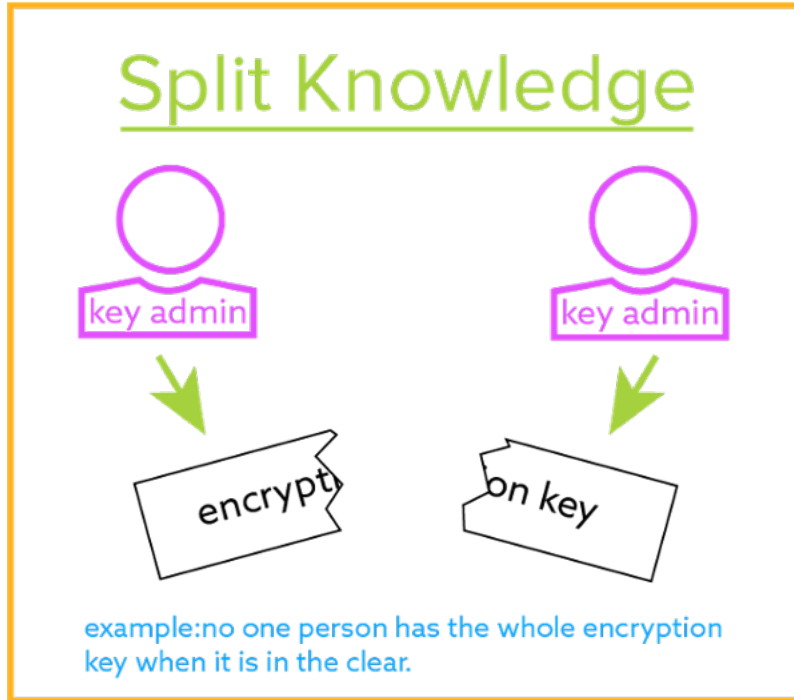 Split Knowledge
key admin
key admin
encrypti
on key
example:no one person has the whole encryption
key when it is in the clear.